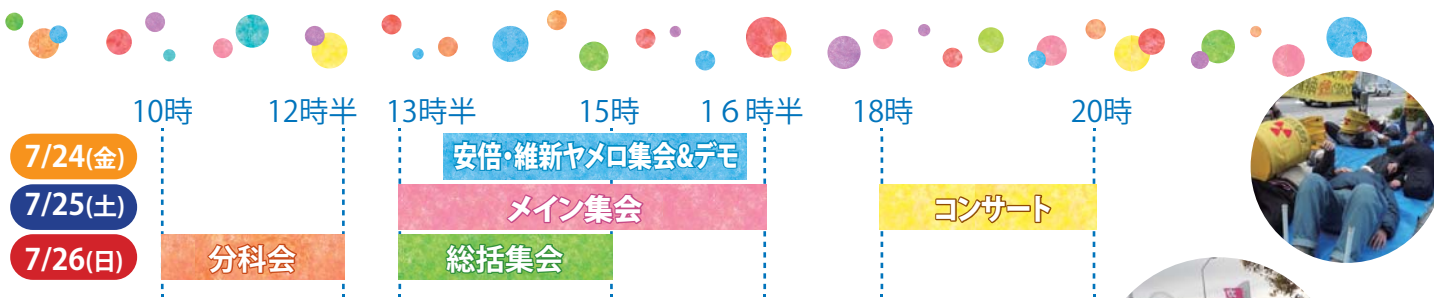 10時 12時半 13時半 15時 16時半 18時 20時
7/24(金) 安倍・維新ヤメロ集会&デモ
7/25(土) メイン集会 コンサート
7/26(日) 分科会 総括集会